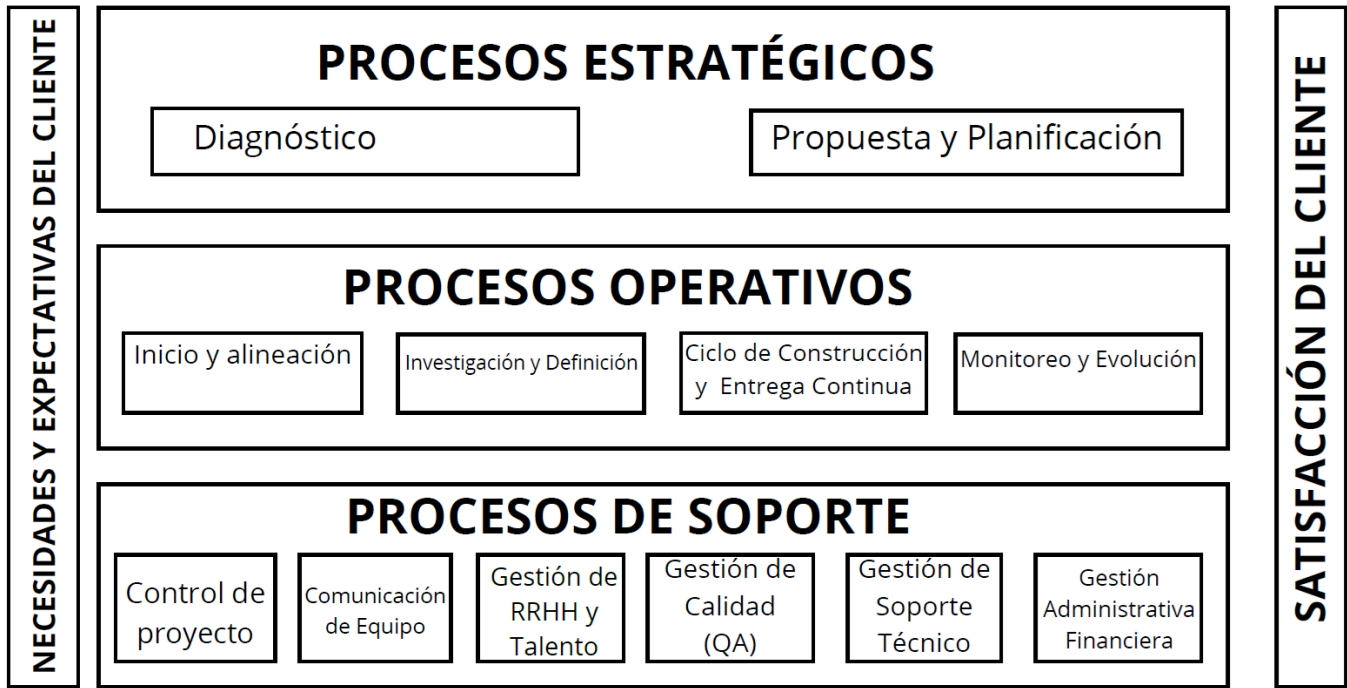 NECESIDADES Y EXPECTATIVAS DEL CLIENTE
PROCESOS ESTRATÉGICOS
Diagnóstico
Propuesta y Planificación
PROCESOS OPERATIVOS
Inicio y alineación
Investigación y Definición
Ciclo de Construcción
y Entrega Continua
Monitoreo y Evolución
PROCESOS DE SOPORTE
Control de
proyecto
Comunicación
de Equipo
Gestión de
RRHH y
Talento
Gestión de
Calidad
(QA)
Gestión de
Soporte
Técnico
Gestión
Administrativa
Financiera
SATISFACCIÓN DEL CLIENTE